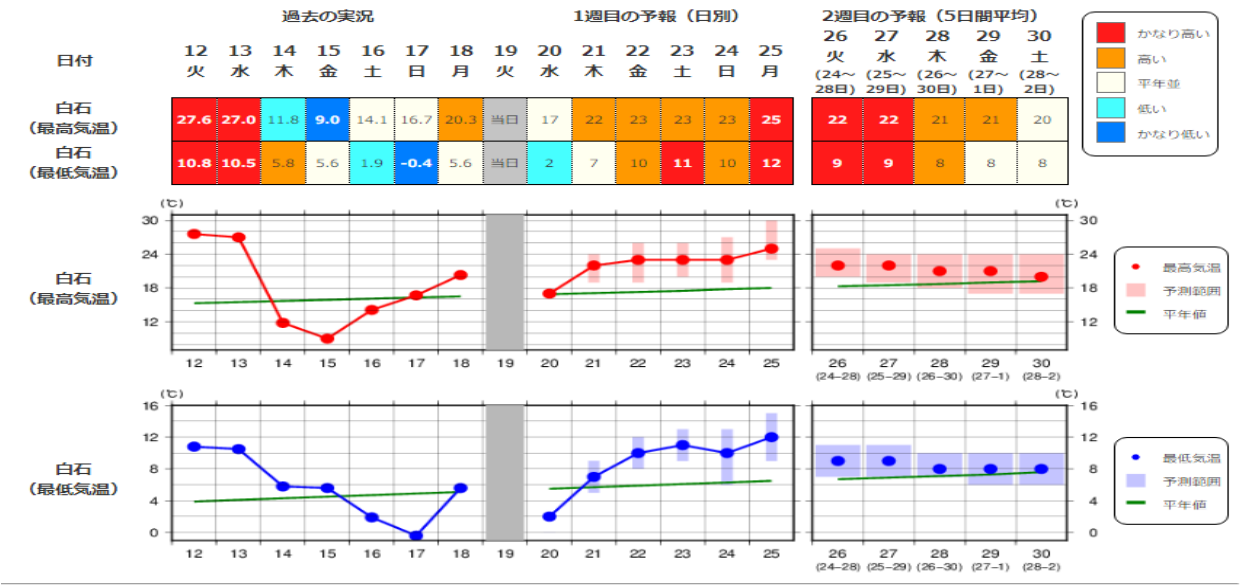 過去の実況 1週目の予報（日別） 2週目の予報（5日間平均）
日付 12 13 14 15 16 17 18 19 20 21 22 23 24 25 26 27 28 29 30
火 水 木 金 土 日 月 火 水 木 金 土 日 月 火 水 木 金 土
(24～28日) (25～29日) (26～30日) (27～1日) (28～2日)
白石（最高気温） 27.6 27.0 11.8 9.0 14.1 16.7 20.3 当日 17 22 23 23 23 25 22 22 21 21 20
白石（最低気温） 10.8 10.5 5.8 5.6 1.9 -0.4 5.6 当日 2 7 10 11 10 12 9 9 8 8 8
かなり高い
高い
平年並
低い
かなり低い
(℃) (℃)
30 30
24 24
18 18
12 12
白石
（最高気温）
12 13 14 15 16 17 18 19 20 21 22 23 24 25 26 27 28 29 30
(24−28) (25−29) (26−30) (27−1) (28−2)
最高気温
予測範囲
平年値
(℃) (℃)
16 16
12 12
8 8
4 4
0 0
白石
（最低気温）
12 13 14 15 16 17 18 19 20 21 22 23 24 25 26 27 28 29 30
(24−28) (25−29) (26−30) (27−1) (28−2)
最低気温
予測範囲
平年値